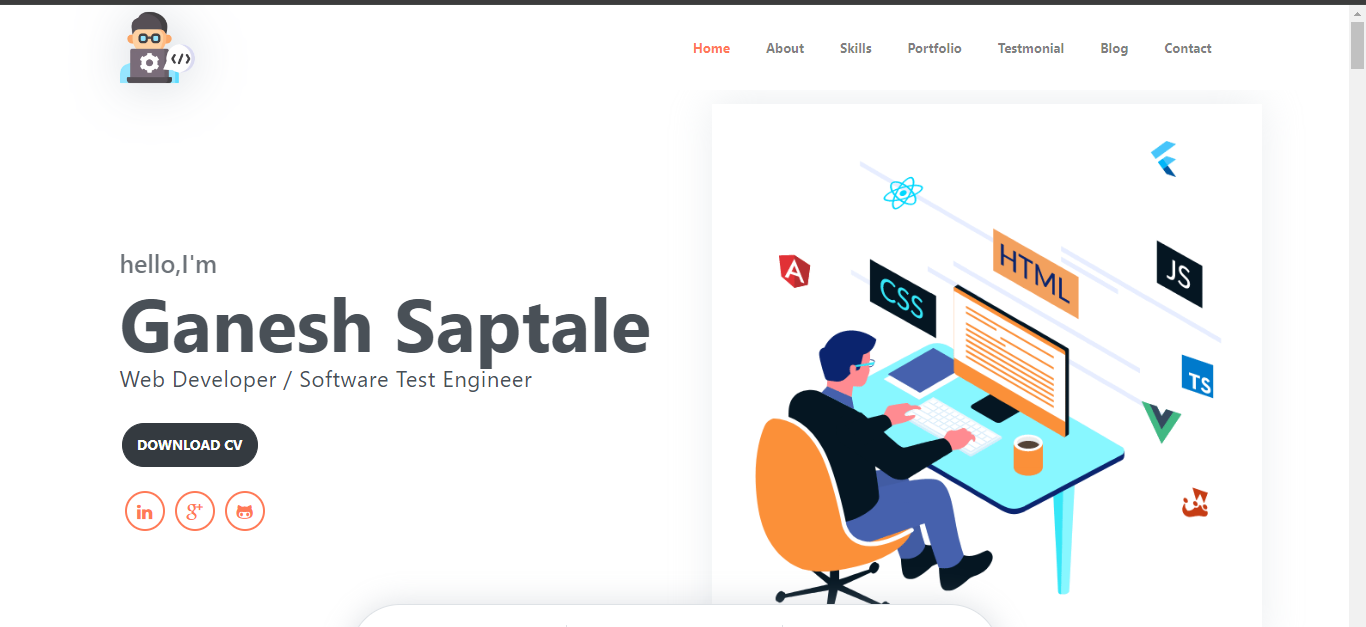 </>
Home About Skills Portfolio Testmonial Blog Contact
hello,I'm
Ganesh Saptale
Web Developer / Software Test Engineer
DOWNLOAD CV
in g+
HTML
JS
A
CSS
TS